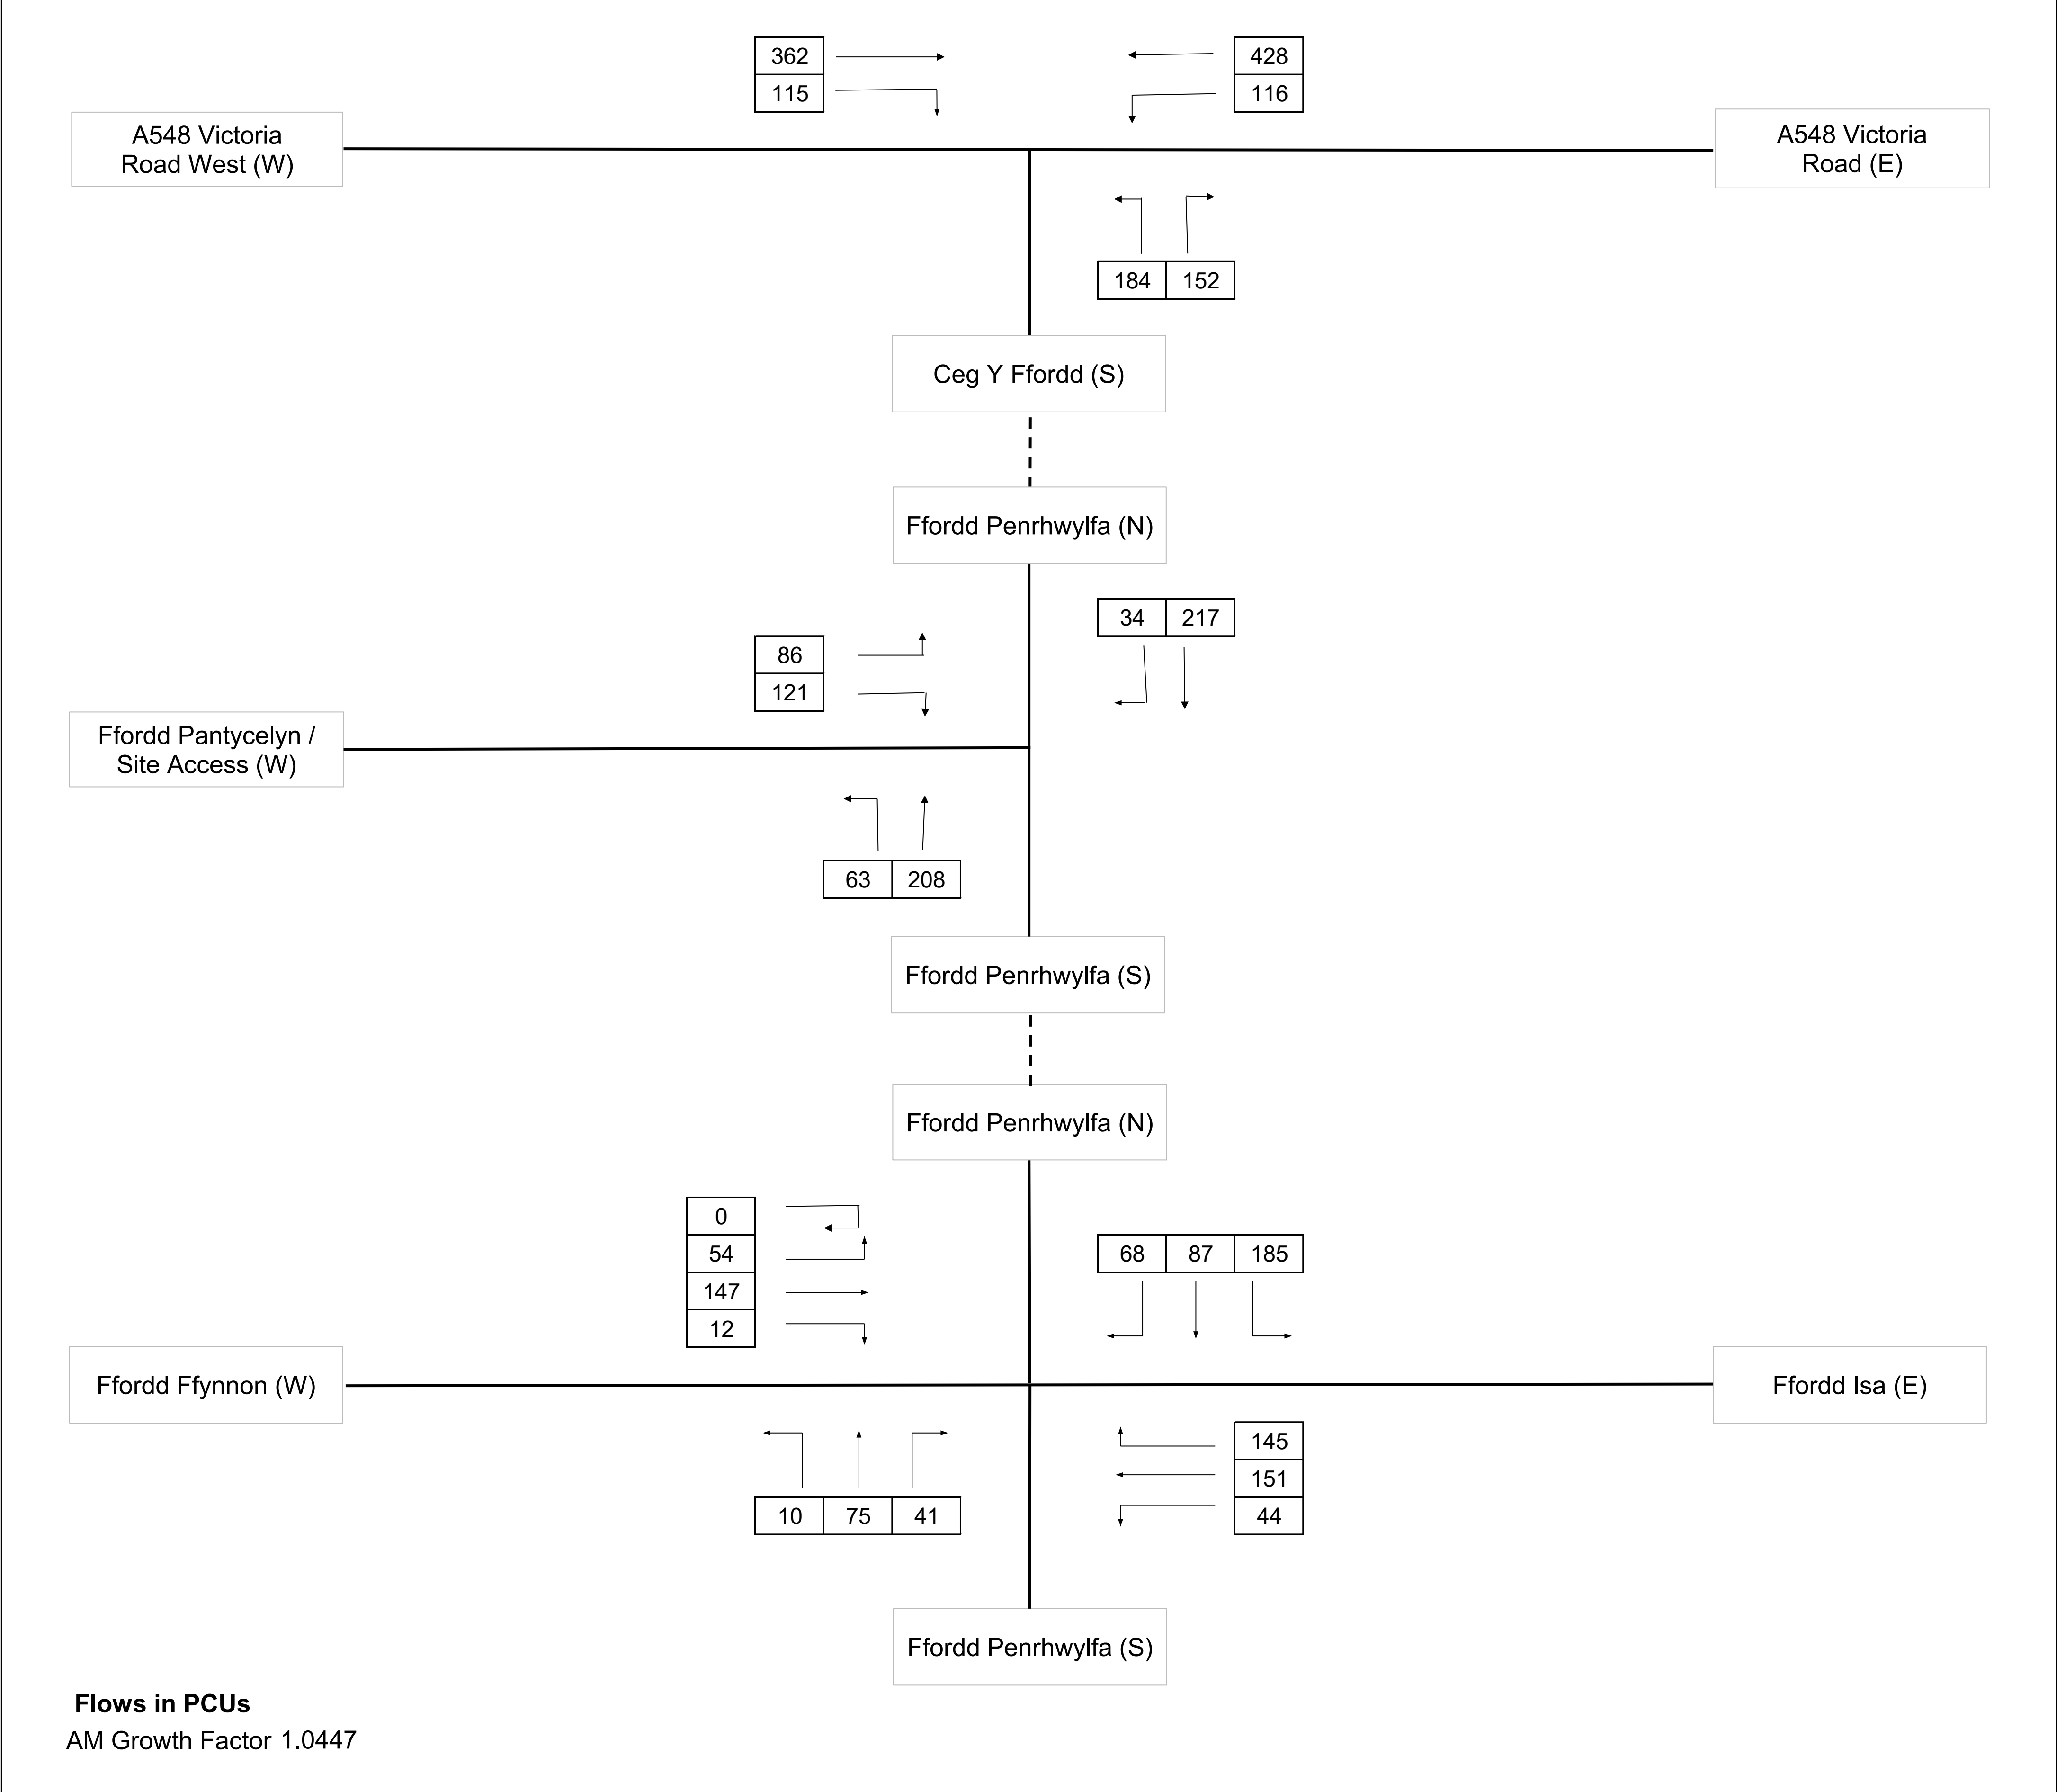 362
428
115
116
A548 Victoria
Road West (W)
A548 Victoria
Road (E)
184 152
Ceg Y Ffordd (S)
Ffordd Penrhwylfa (N)
34 217
86
121
Ffordd Pantycelyn /
Site Access (W)
63 208
Ffordd Penrhwylfa (S)
Ffordd Penrhwylfa (N)
0
54
147
12
68 87 185
Ffordd Ffynnon (W)
Ffordd Isa (E)
145
151
44
10 75 41
Ffordd Penrhwylfa (S)
Flows in PCUs
AM Growth Factor 1.0447